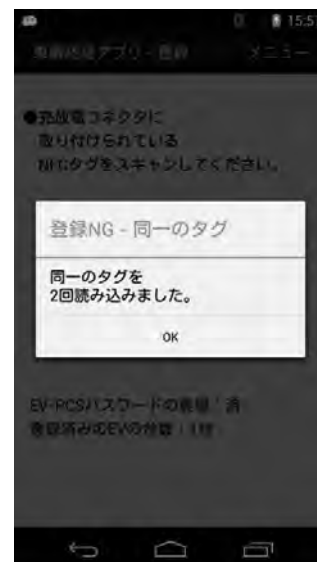 15:5
メニュー
●充放電コネクタに
取り付けられている
NFCタグをスキャンしてください。
登録NG - 同一のタグ
同一のタグを
2回読み込みました。
OK
EV-PCSパスワードの登録：済
登録済みのEVの台数：1台